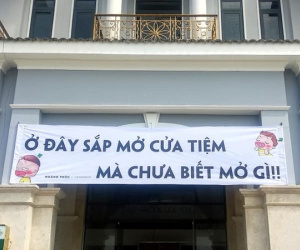 Ở ĐÂY SẮP MỞ CỬA TIỆM
MÀ CHƯA BIẾT MỞ GÌ!!